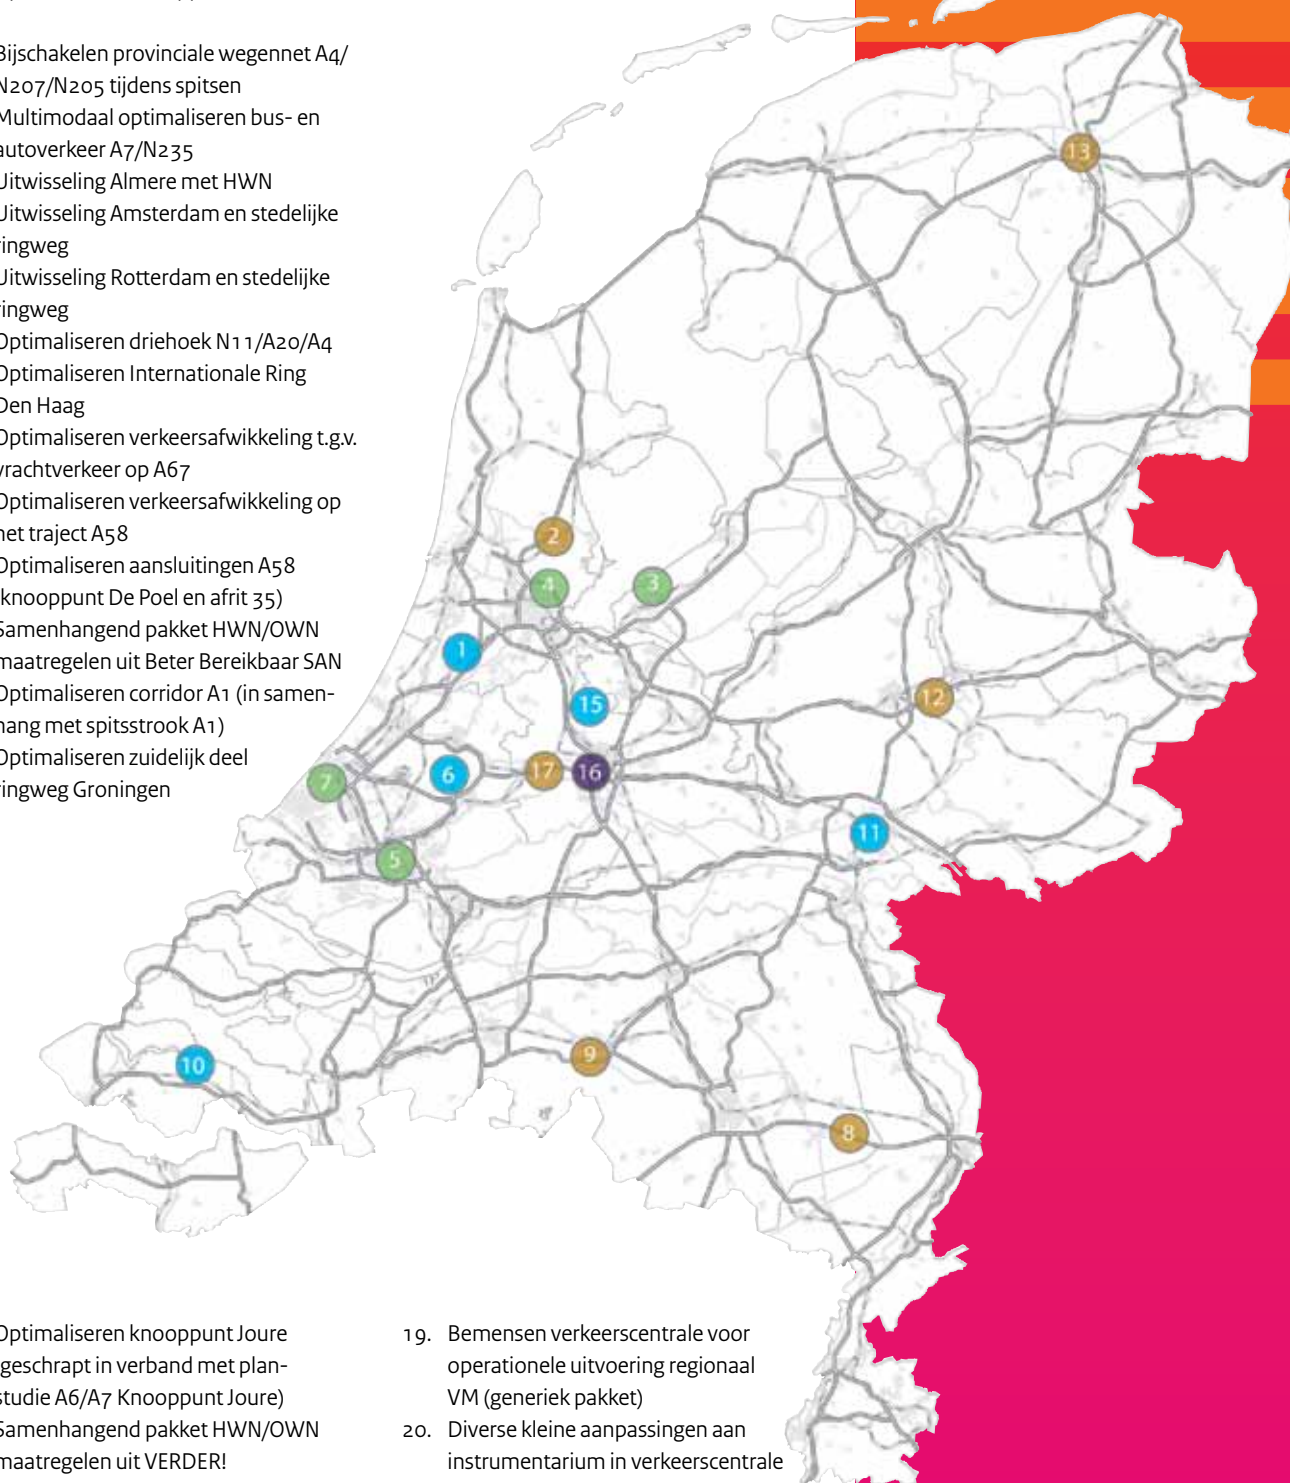 Bijschakelen provinciale wegennet A4/
N207/N205 tijdens spitsen
Multimodaal optimaliseren bus- en
autoverkeer A7/N235
Uitwisseling Almere met HWN
Uitwisseling Amsterdam en stedelijke
ringweg
Uitwisseling Rotterdam en stedelijke
ringweg
Optimaliseren driehoek N11/A20/A4
Optimaliseren Internationale Ring
Den Haag
Optimaliseren verkeersafwikkeling t.g.v.
vrachtverkeer op A67
Optimaliseren verkeersafwikkeling op
het traject A58
Optimaliseren aansluitingen A58
(knooppunt De Poel en afrit 35)
Samenhangend pakket HWN/OWN
maatregelen uit Beter Bereikbaar SAN
Optimaliseren corridor A1 (in samen-
hang met spitsstrook A1)
Optimaliseren zuidelijk deel
ringweg Groningen
13
2
4
3
1
15
12
7
6
17
16
11
5
10
9
8
Optimaliseren knooppunt Joure
(geschrapt in verband met plan-
studie A6/A7 Knooppunt Joure)
Samenhangend pakket HWN/OWN
maatregelen uit VERDER!
19. Bemensen verkeerscentrale voor
operationele uitvoering regionaal
VM (generiek pakket)
20. Diverse kleine aanpassingen aan
instrumentarium in verkeerscentrale